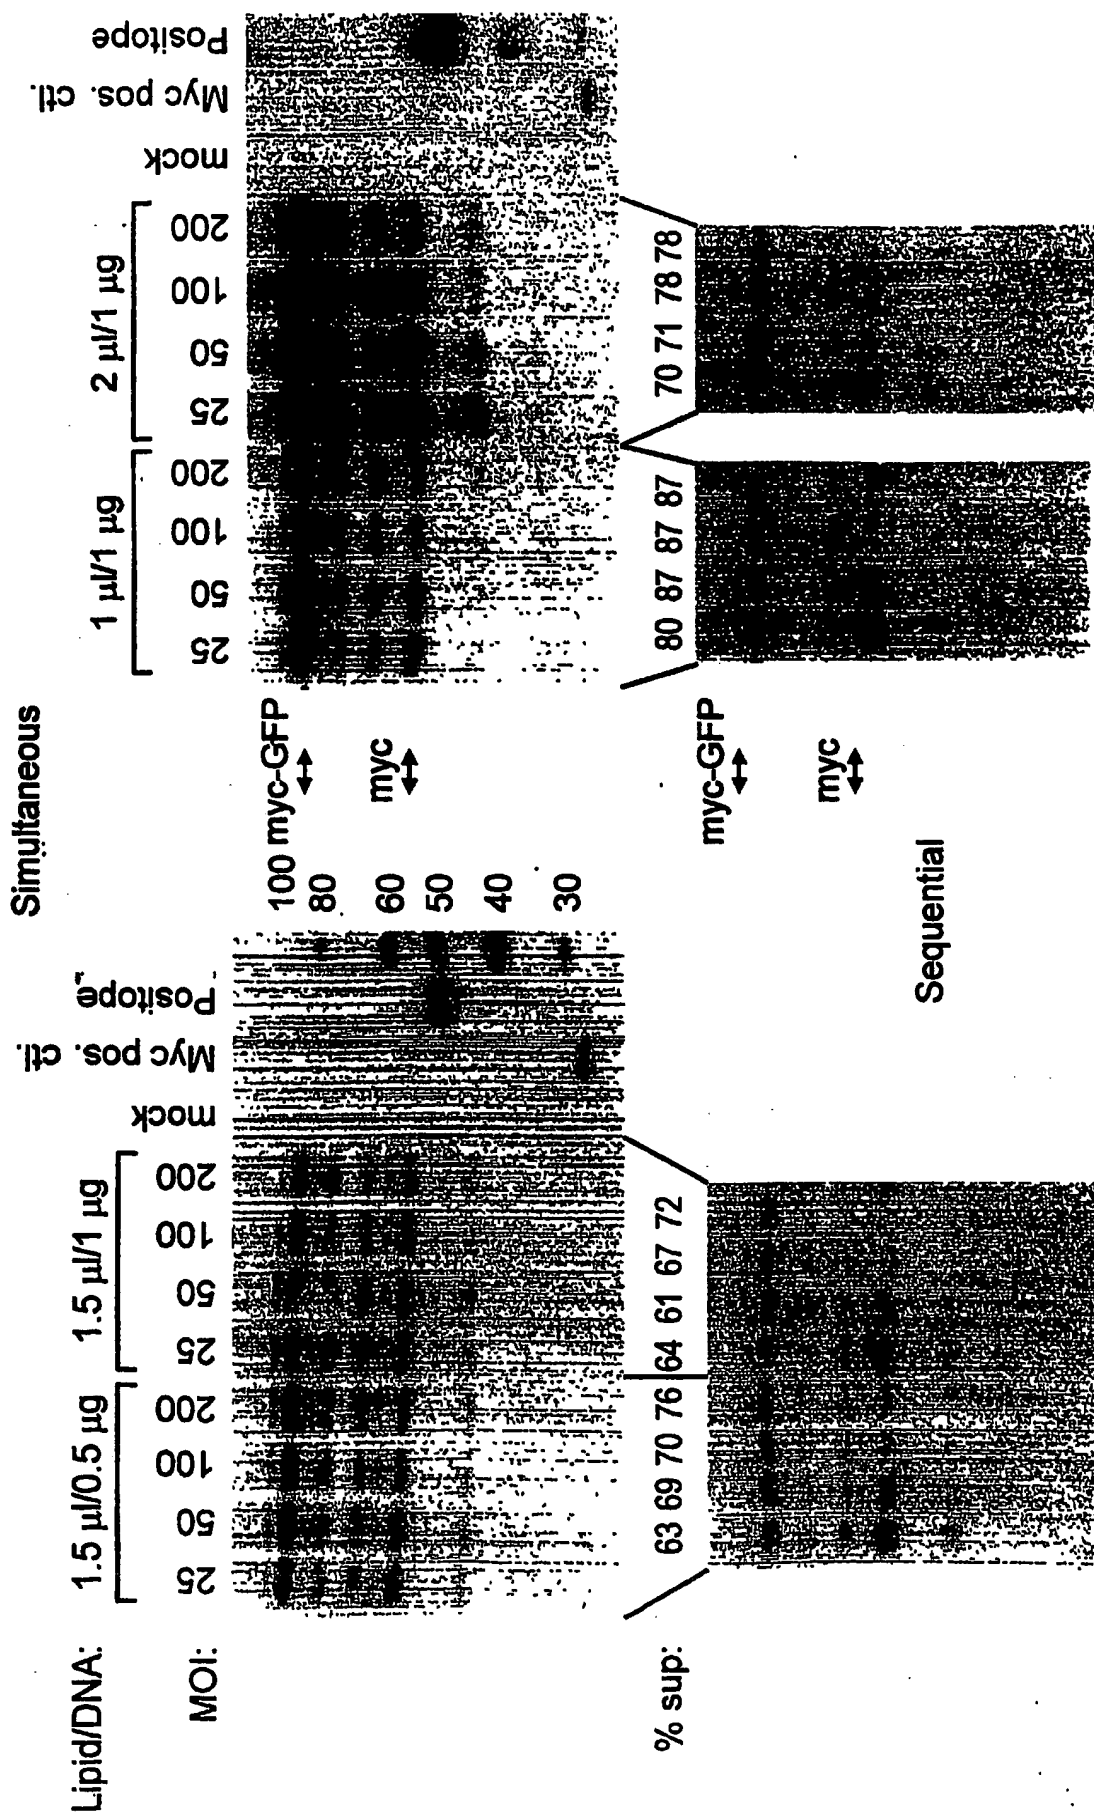 Simultaneous
Lipid/DNA: 1.5 µl/0.5 µg 1.5 µl/1 µg 1 µl/1 µg 2 µl/1 µg
MOI: 25 50 100 200 25 50 100 200 mock Myc pos. ctl. Positope 25 50 100 200 25 50 100 200 mock Myc pos. ctl. Positope
100 myc-GFP
80
60 myc
50
40
30
% sup: 63 69 70 76 64 61 67 72 80 87 87 87 70 71 78 78
myc-GFP
myc
Sequential